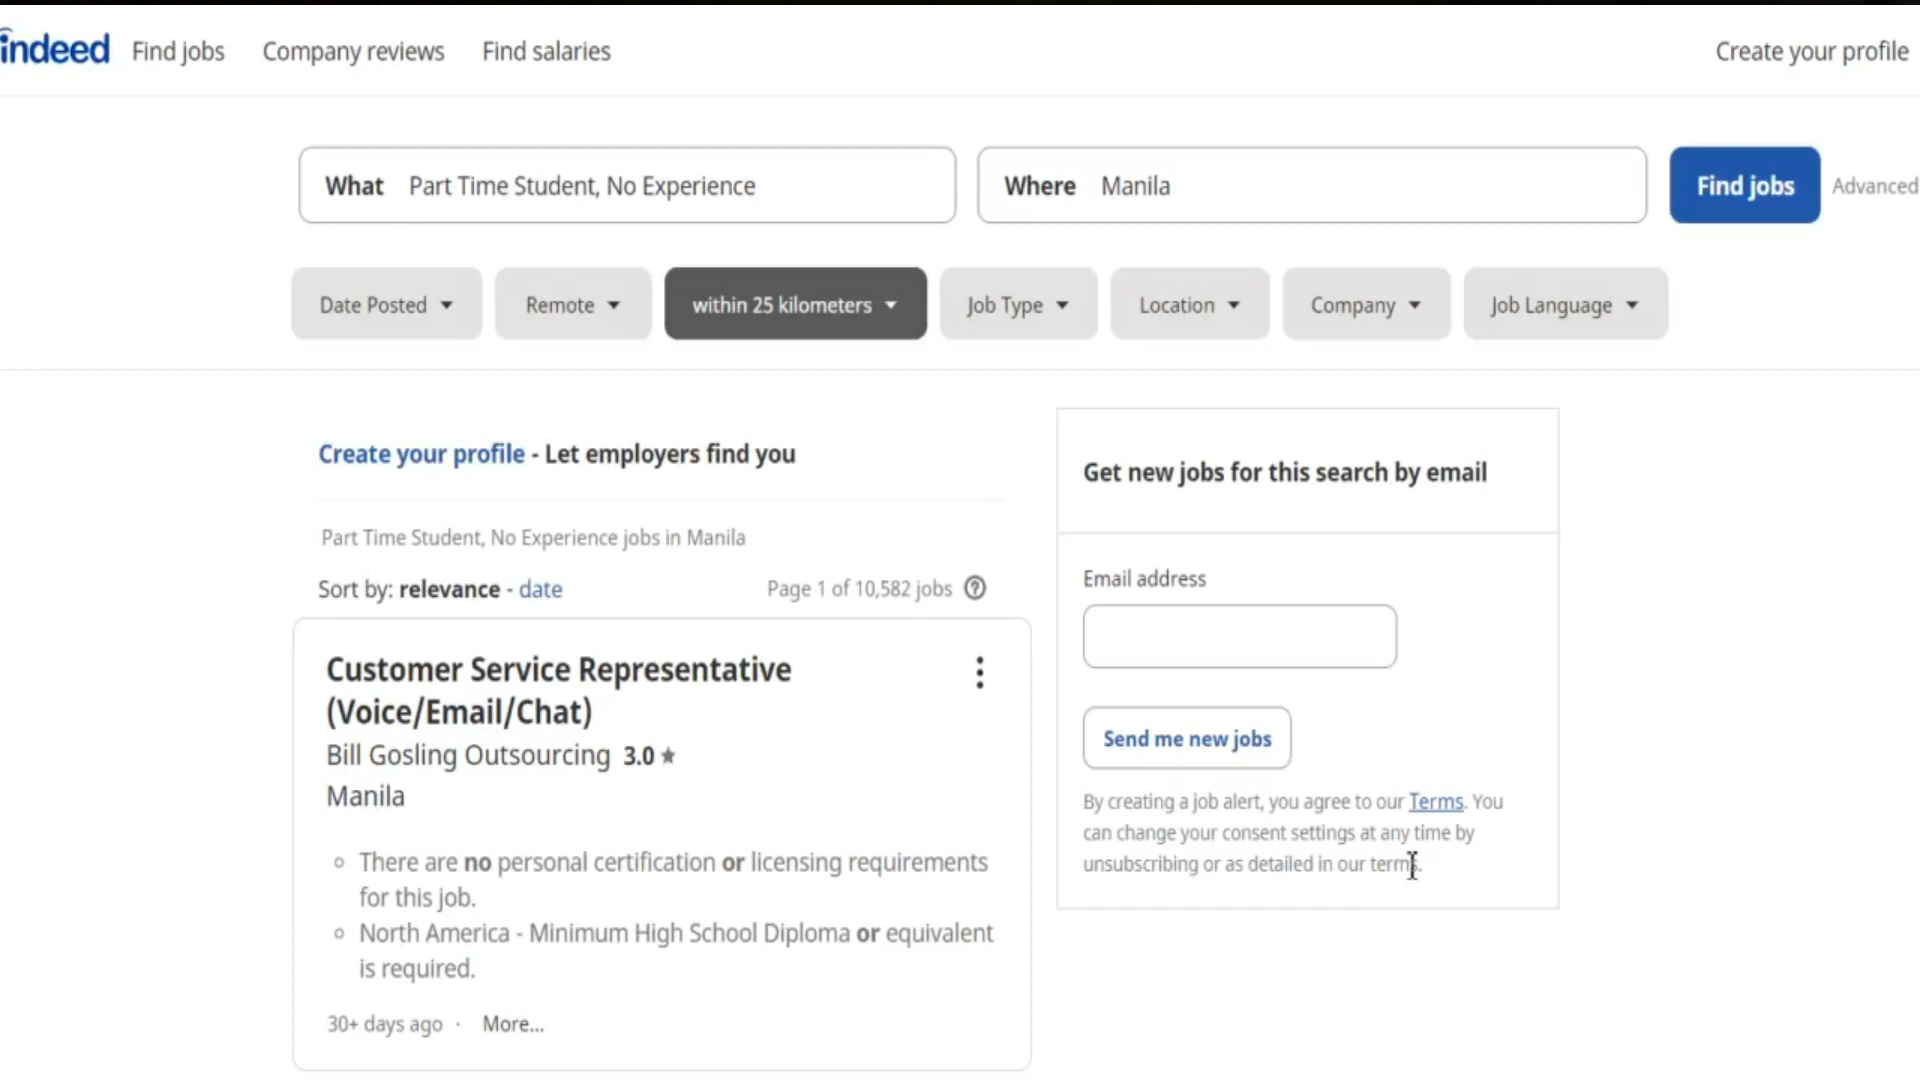 indeed Find jobs Company reviews Find salaries Create your profile
What Part Time Student, No Experience Where Manila Find jobs Advanced
Date Posted Remote within 25 kilometers Job Type Location Company Job Language
Create your profile - Let employers find you
Part Time Student, No Experience jobs in Manila
Sort by: relevance - date Page 1 of 10,582 jobs
Customer Service Representative
(Voice/Email/Chat)
Bill Gosling Outsourcing 3.0
Manila
There are no personal certification or licensing requirements
for this job.
North America - Minimum High School Diploma or equivalent
is required.
30+ days ago · More...
Get new jobs for this search by email
Email address
Send me new jobs
By creating a job alert, you agree to our Terms. You
can change your consent settings at any time by
unsubscribing or as detailed in our terms.